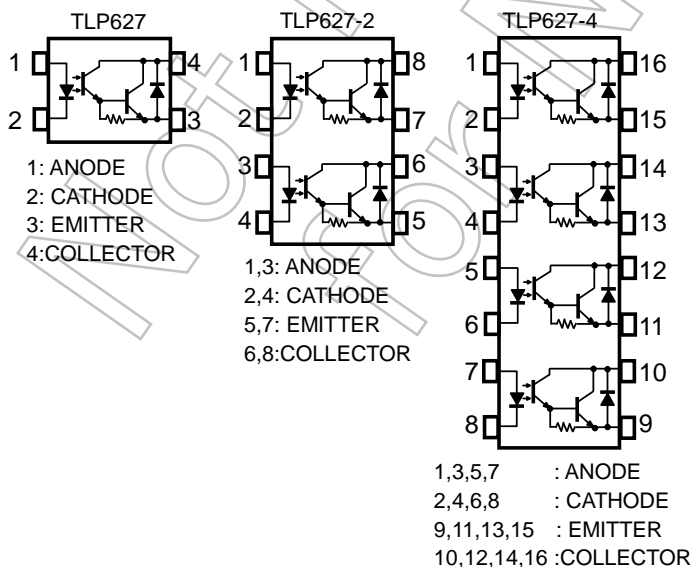 TLP627
1
4
2
3
1: ANODE
2: CATHODE
3: EMITTER
4:COLLECTOR
TLP627-2
1
8
2
7
3
6
4
5
1,3: ANODE
2,4: CATHODE
5,7: EMITTER
6,8:COLLECTOR
TLP627-4
1
16
2
15
3
14
4
13
5
12
6
11
7
10
8
9
1,3,5,7 : ANODE
2,4,6,8 : CATHODE
9,11,13,15 : EMITTER
10,12,14,16 :COLLECTOR
Not
for